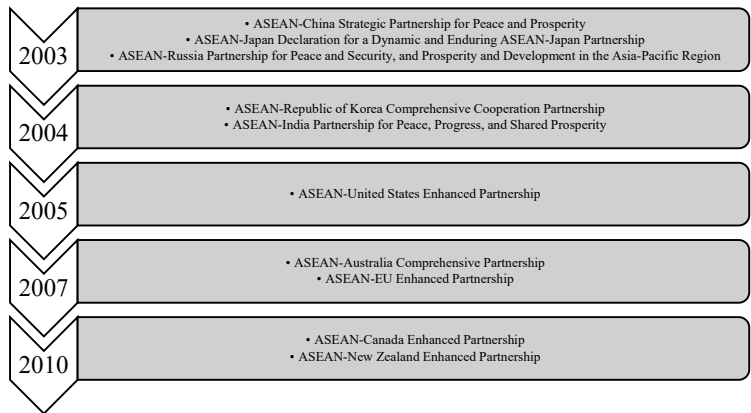 2003
• ASEAN-China Strategic Partnership for Peace and Prosperity
• ASEAN-Japan Declaration for a Dynamic and Enduring ASEAN-Japan Partnership
• ASEAN-Russia Partnership for Peace and Security, and Prosperity and Development in the Asia-Pacific Region
2004
• ASEAN-Republic of Korea Comprehensive Cooperation Partnership
• ASEAN-India Partnership for Peace, Progress, and Shared Prosperity
2005
• ASEAN-United States Enhanced Partnership
2007
• ASEAN-Australia Comprehensive Partnership
• ASEAN-EU Enhanced Partnership
2010
• ASEAN-Canada Enhanced Partnership
• ASEAN-New Zealand Enhanced Partnership